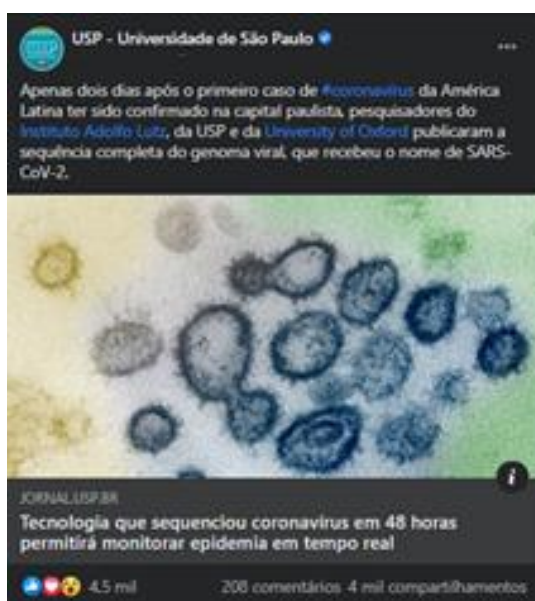 USP - Universidade de São Paulo
Apenas dois dias após o primeiro caso de #coronavírus da América
Latina ter sido confirmado na capital paulista, pesquisadores do
Instituto Adolfo Lutz, da USP e da University of Oxford publicaram a
sequência completa do genoma viral, que recebeu o nome de SARS-
CoV-2.
JORNAL.USP.BR
Tecnologia que sequenciou coronavírus em 48 horas
permitirá monitorar epidemia em tempo real
4,5 mil 208 comentários 4 mil compartilhamentos